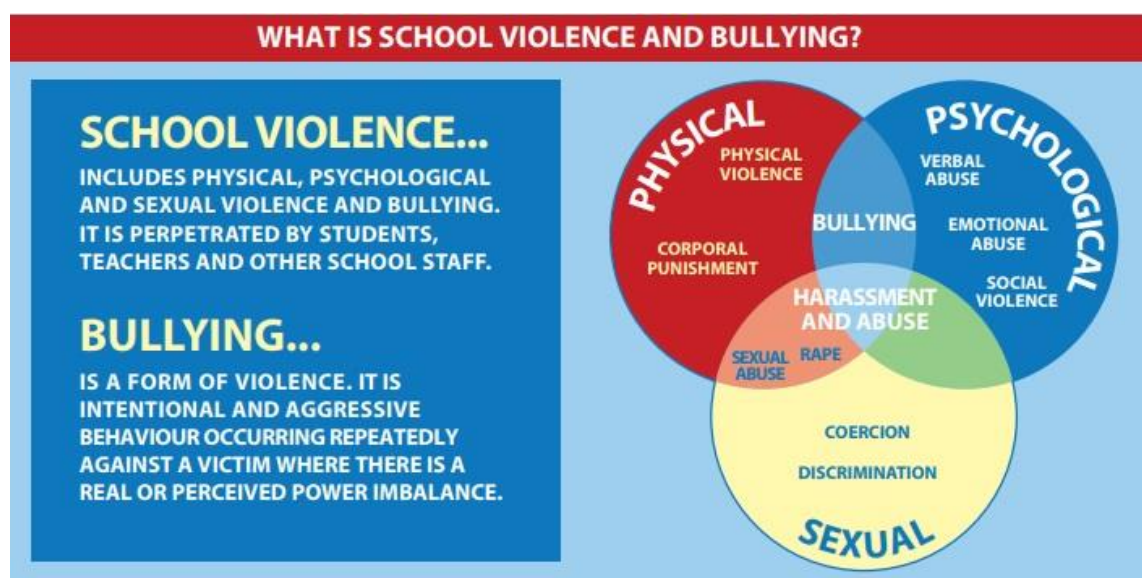 WHAT IS SCHOOL VIOLENCE AND BULLYING?
SCHOOL VIOLENCE...
INCLUDES PHYSICAL, PSYCHOLOGICAL
AND SEXUAL VIOLENCE AND BULLYING.
IT IS PERPETRATED BY STUDENTS,
TEACHERS AND OTHER SCHOOL STAFF.
BULLYING...
IS A FORM OF VIOLENCE. IT IS
INTENTIONAL AND AGGRESSIVE
BEHAVIOUR OCCURRING REPEATEDLY
AGAINST A VICTIM WHERE THERE IS A
REAL OR PERCEIVED POWER IMBALANCE.
PHYSICAL
PHYSICAL
VIOLENCE
CORPORAL
PUNISHMENT
BULLYING
PSYCHOLOGICAL
VERBAL
ABUSE
EMOTIONAL
ABUSE
SOCIAL
VIOLENCE
HARASSMENT
AND ABUSE
SEXUAL
ABUSE
RAPE
COERCION
DISCRIMINATION
SEXUAL